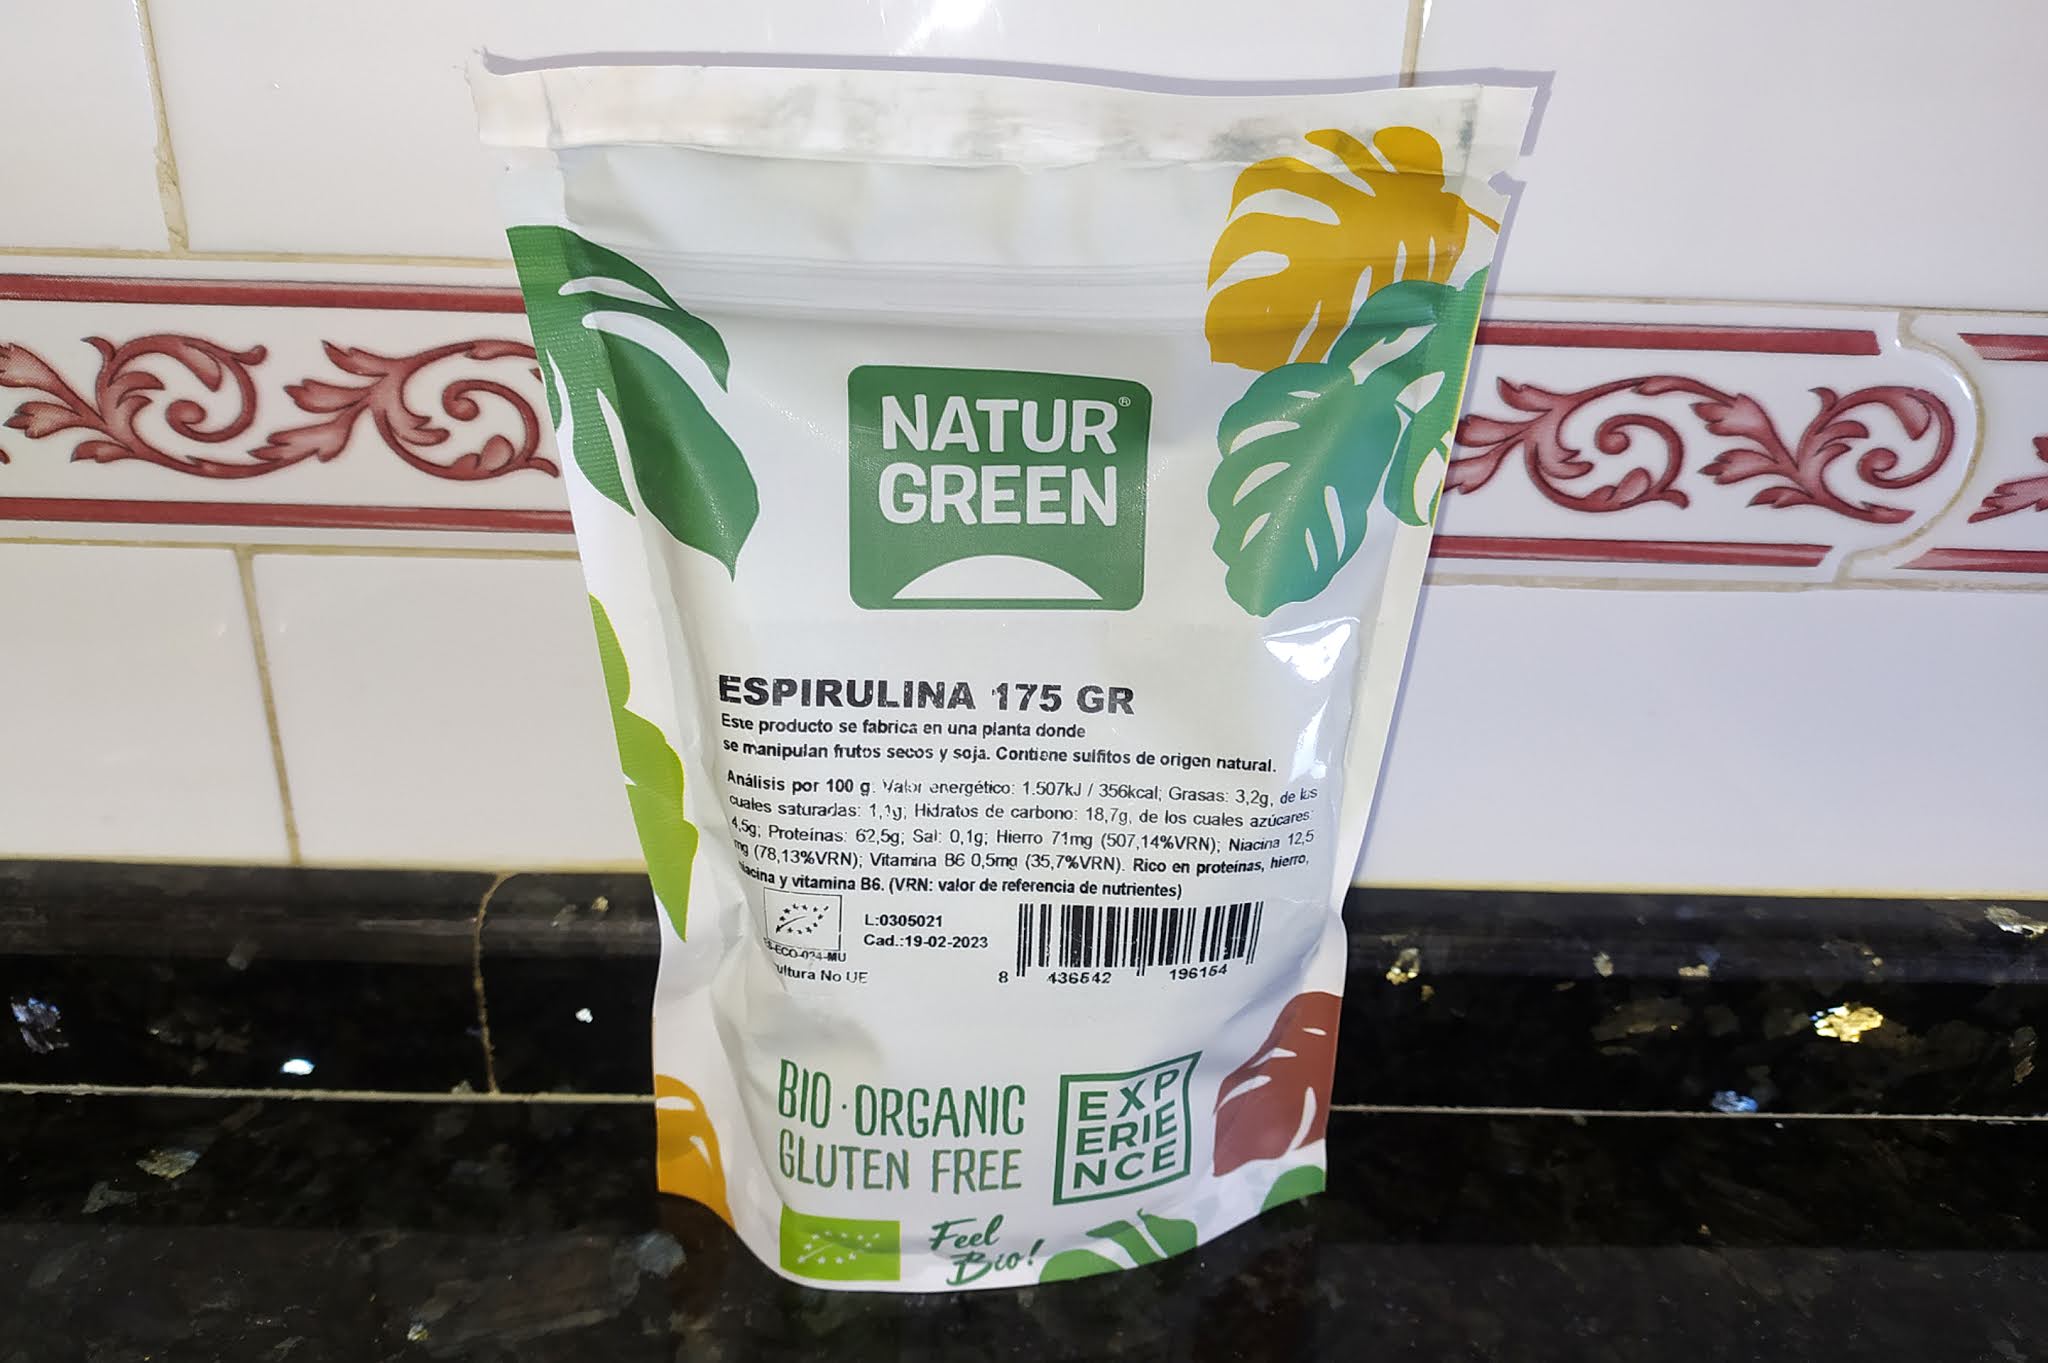 NATUR®
GREEN
ESPIRULINA 175 GR
Este producto se fabrica en una planta donde
se manipulan frutos secos y soja. Contiene sulfitos de origen natural.
Análisis por 100 g: Valor energético: 1.507kJ / 356kcal; Grasas: 3,2g, de los
cuales saturadas: 1,1g; Hidratos de carbono: 18,7g, de los cuales azúcares:
4,5g; Proteínas: 62,5g; Sal: 0,1g; Hierro 71mg (507,14%VRN); Niacina 12,5
mg (78,13%VRN); Vitamina B6 0,5mg (35,7%VRN). Rico en proteínas, hierro,
niacina y vitamina B6. (VRN: valor de referencia de nutrientes)
L:0305021
Cad.:19-02-2023
ES-ECO-024-MU
No UE
8 436542 196154
BIO·ORGANIC
GLUTEN FREE
EXP
ERIE
NCE
Feel
Bio!